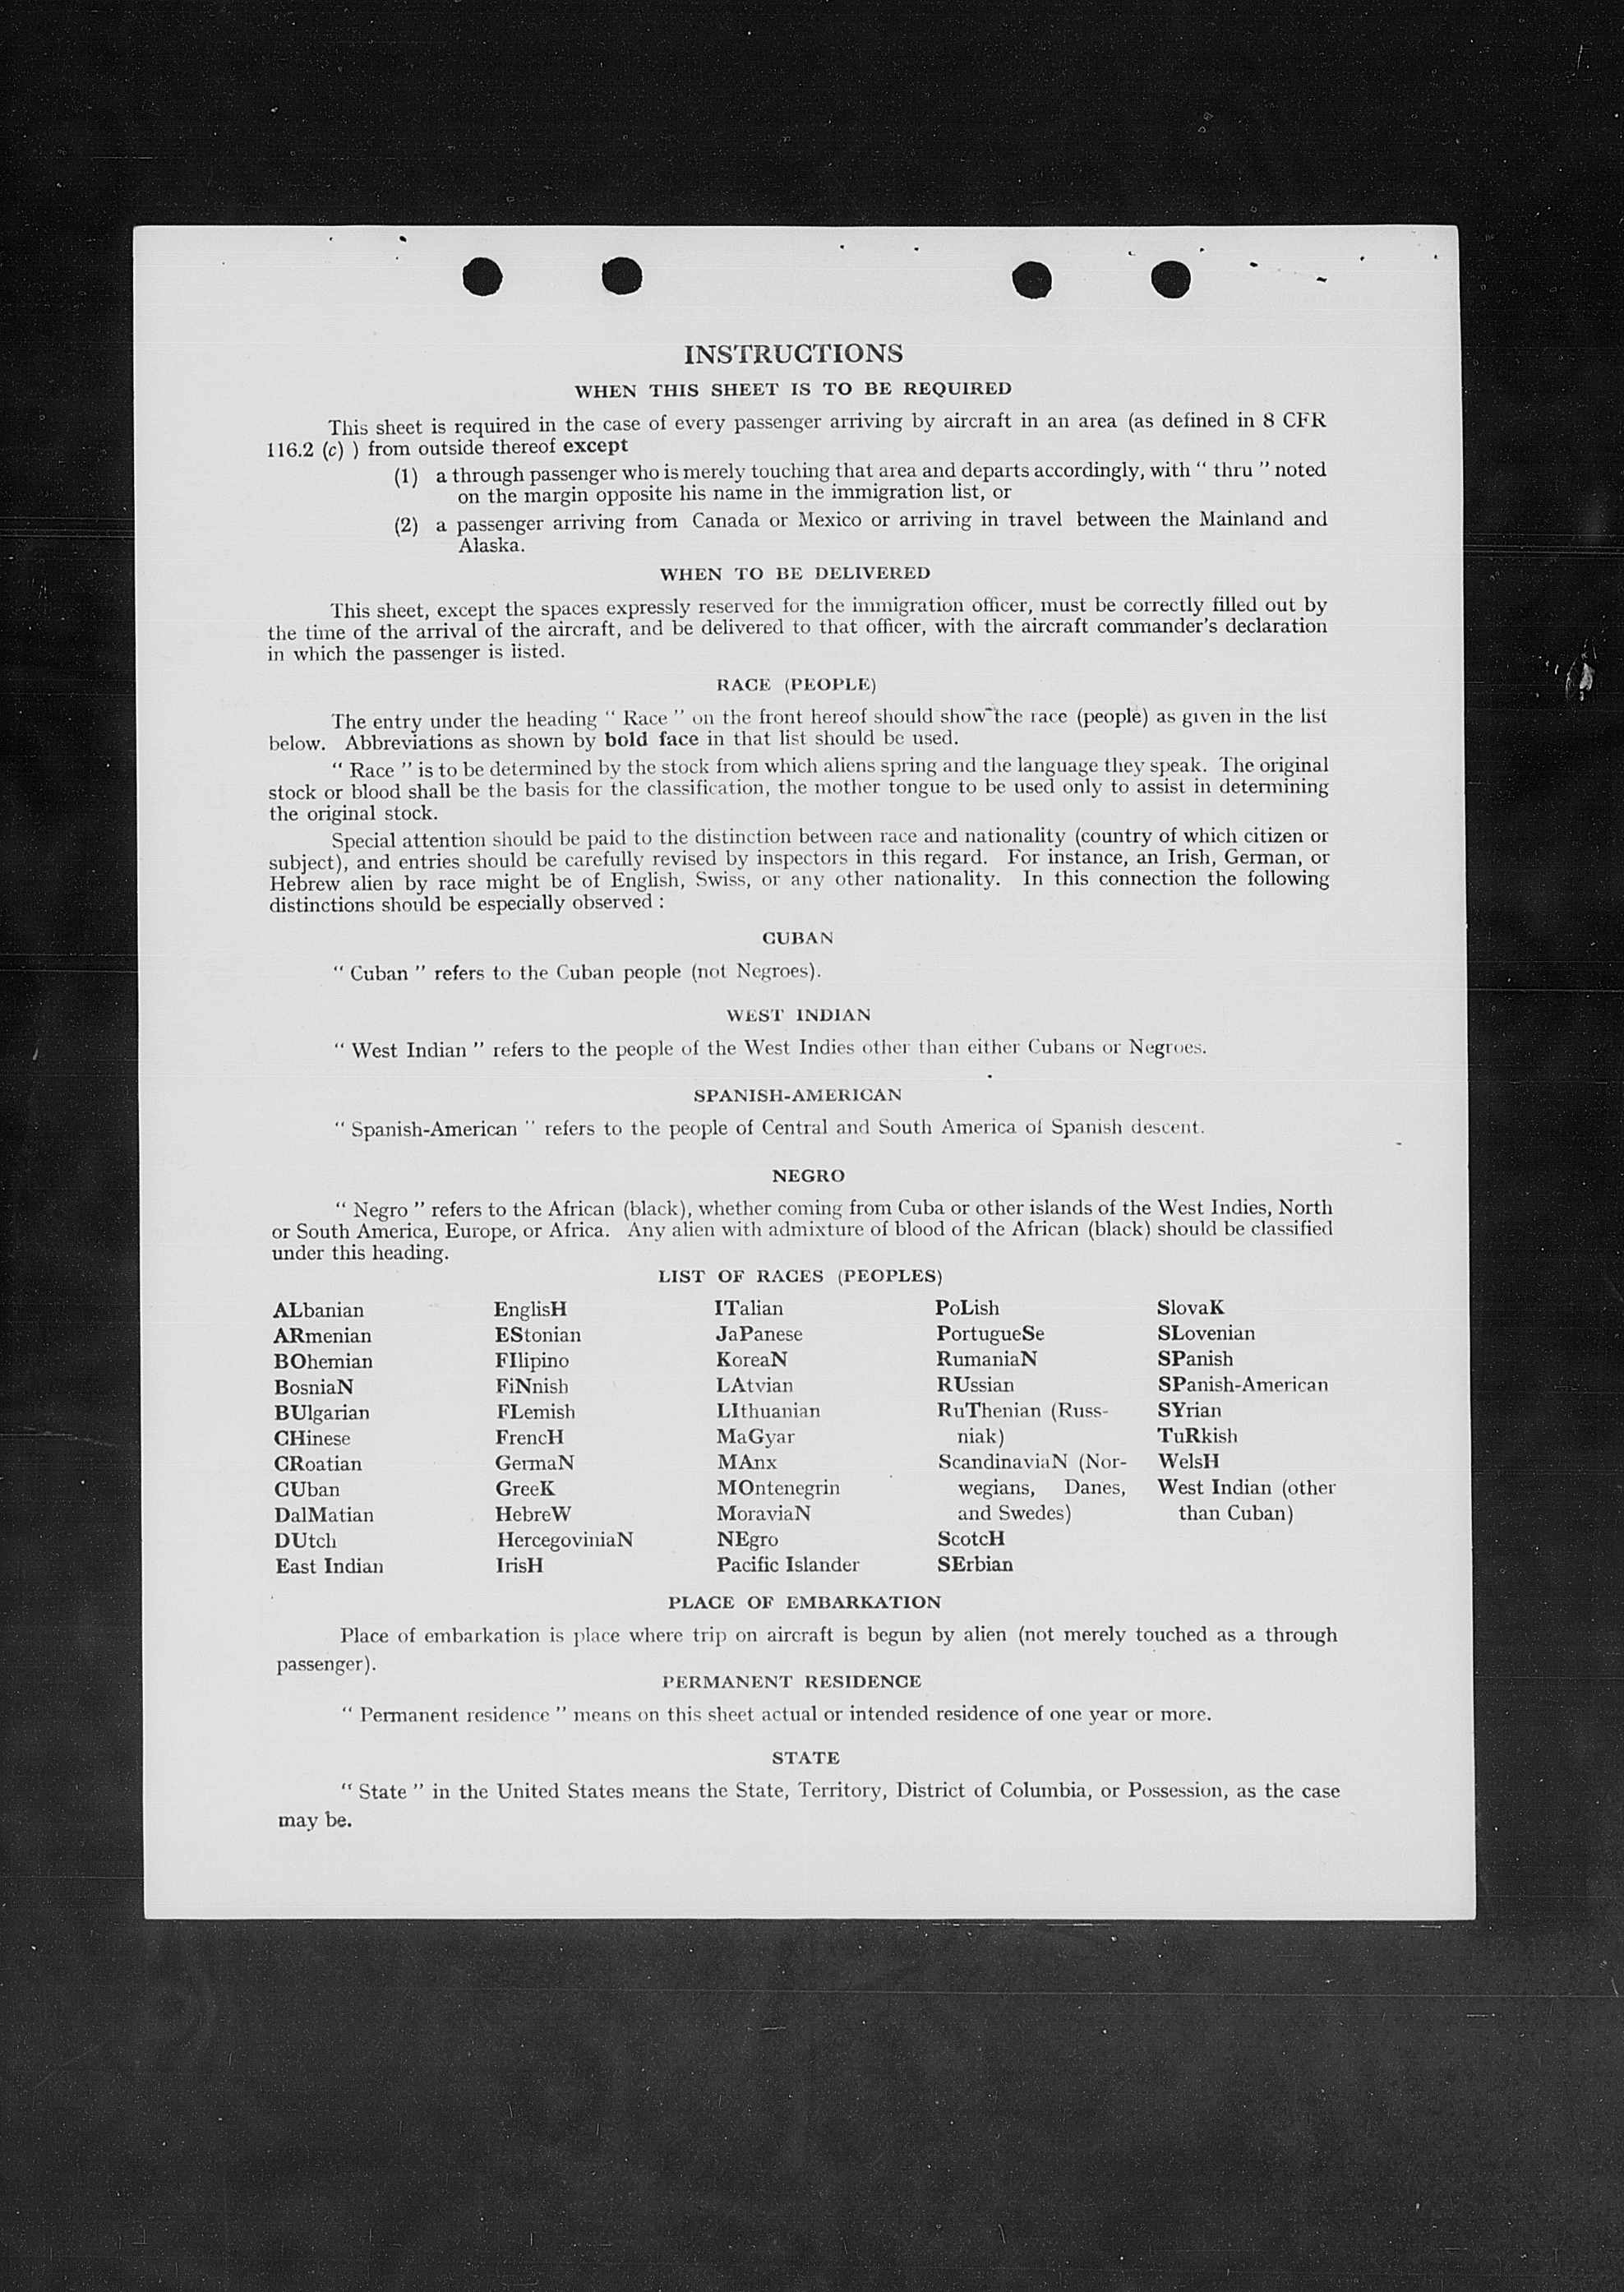 INSTRUCTIONS
WHEN THIS SHEET IS TO BE REQUIRED
This sheet is required in the case of every passenger arriving by aircraft in an area (as defined in 8 CFR
116.2 (c) ) from outside thereof except
(1) a through passenger who is merely touching that area and departs accordingly, with “ thru ” noted
on the margin opposite his name in the immigration list, or
(2) a passenger arriving from Canada or Mexico or arriving in travel between the Mainland and
Alaska.
WHEN TO BE DELIVERED
This sheet, except the spaces expressly reserved for the immigration officer, must be correctly filled out by
the time of the arrival of the aircraft, and be delivered to that officer, with the aircraft commander’s declaration
in which the passenger is listed.
RACE (PEOPLE)
The entry under the heading “ Race ” on the front hereof should show the race (people) as given in the list
below. Abbreviations as shown by bold face in that list should be used.
“ Race ” is to be determined by the stock from which aliens spring and the language they speak. The original
stock or blood shall be the basis for the classification, the mother tongue to be used only to assist in determining
the original stock.
Special attention should be paid to the distinction between race and nationality (country of which citizen or
subject), and entries should be carefully revised by inspectors in this regard. For instance, an Irish, German, or
Hebrew alien by race might be of English, Swiss, or any other nationality. In this connection the following
distinctions should be especially observed :
CUBAN
“ Cuban ” refers to the Cuban people (not Negroes).
WEST INDIAN
“ West Indian ” refers to the people of the West Indies other than either Cubans or Negroes.
SPANISH-AMERICAN
“ Spanish-American ” refers to the people of Central and South America of Spanish descent.
NEGRO
“ Negro ” refers to the African (black), whether coming from Cuba or other islands of the West Indies, North
or South America, Europe, or Africa. Any alien with admixture of blood of the African (black) should be classified
under this heading.
LIST OF RACES (PEOPLES)
ALbanian
ARmenian
BOhemian
BosniaN
BUlgarian
CHinese
CRoatian
CUban
DalMatian
DUtch
East Indian
EnglisH
EStonian
FIlipino
FiNnish
FLemish
FrencH
GermaN
GreeK
HebreW
HercegoviniaN
IrisH
ITalian
JaPanese
KoreaN
LAtvian
LIthuanian
MaGyar
MAnx
MOntenegrin
MoraviaN
NEgro
Pacific Islander
PoLish
PortugueSe
RumaniaN
RUssian
RuThenian (Russ-
niak)
ScandinaviaN (Nor-
wegians, Danes,
and Swedes)
ScotcH
SErbian
SlovaK
SLovenian
SPanish
SPanish-American
SYrian
TuRkish
WelsH
West Indian (other
than Cuban)
PLACE OF EMBARKATION
Place of embarkation is place where trip on aircraft is begun by alien (not merely touched as a through
passenger).
PERMANENT RESIDENCE
“ Permanent residence ” means on this sheet actual or intended residence of one year or more.
STATE
“ State ” in the United States means the State, Territory, District of Columbia, or Possession, as the case
may be.